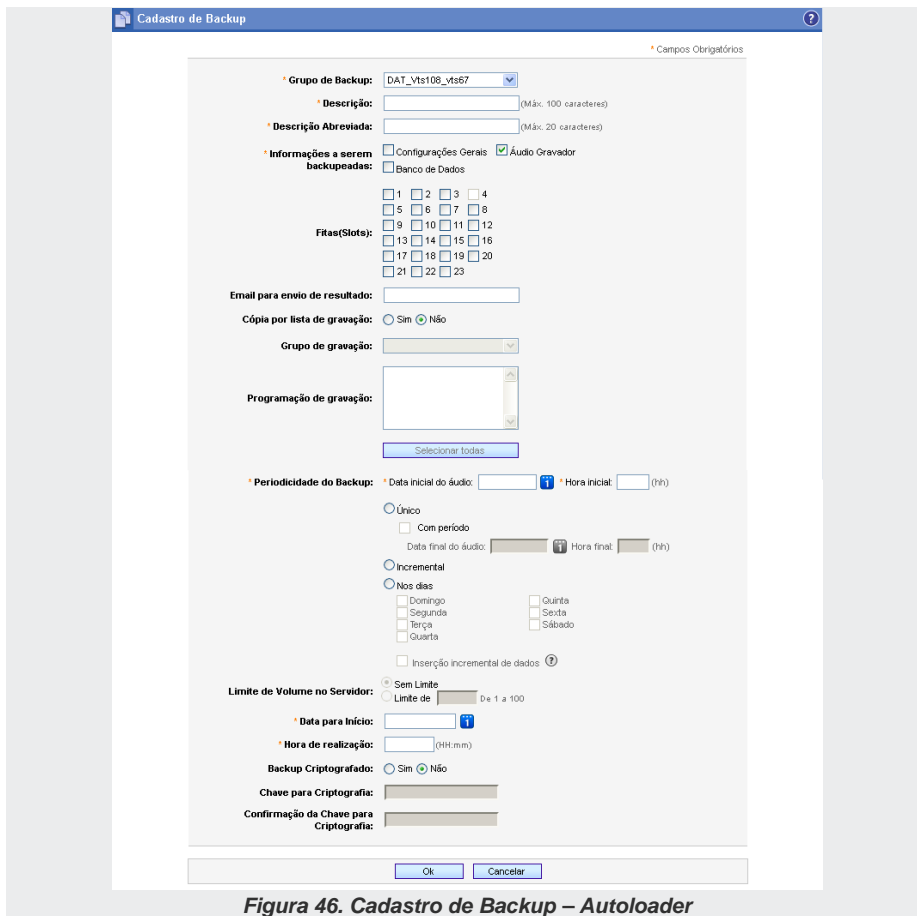 Cadastro de Backup
* Campos Obrigatórios
* Grupo de Backup: DAT_Vts108_vts67
* Descrição: (Máx. 100 caracteres)
* Descrição Abreviada: (Máx. 20 caracteres)
* Informações a serem backupeadas: Configurações Gerais Áudio Gravador
Banco de Dados
Fitas(Slots):
1 2 3 4
5 6 7 8
9 10 11 12
13 14 15 16
17 18 19 20
21 22 23
Email para envio de resultado:
Cópia por lista de gravação: Sim Não
Grupo de gravação:
Programação de gravação:
Selecionar todas
* Periodicidade do Backup: * Data inicial do áudio: 1 * Hora inicial: (hh)
Único
Com período
Data final do áudio: 1 Hora final: (hh)
Incremental
Nos dias
Domingo Quinta
Segunda Sexta
Terça Sábado
Quarta
Inserção incremental de dados ?
Limite de Volume no Servidor: Sem Limite
Limite de De 1 a 100
* Data para Início: 1
* Hora de realização: (HH:mm)
Backup Criptografado: Sim Não
Chave para Criptografia:
Confirmação da Chave para Criptografia:
Ok Cancelar
Figura 46. Cadastro de Backup – Autoloader